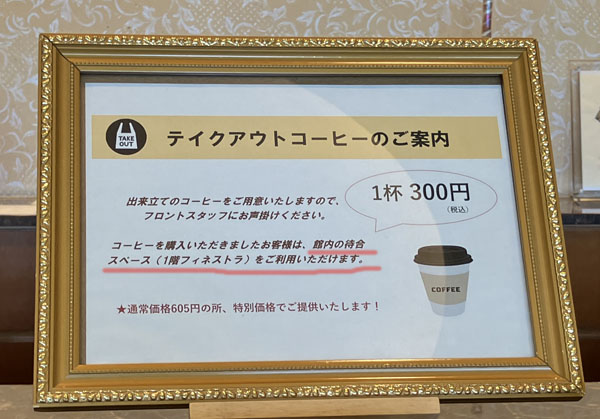 TAKE
OUT
テイクアウトコーヒーのご案内
出来立てのコーヒーをご用意いたしますので、
フロントスタッフにお声掛けください。
1杯 300円
(税込)
コーヒーを購入いただきましたお客様は、館内の待合
スペース(1階フィネストラ)をご利用いただけます。
COFFEE
★通常価格605円の所、特別価格でご提供いたします!